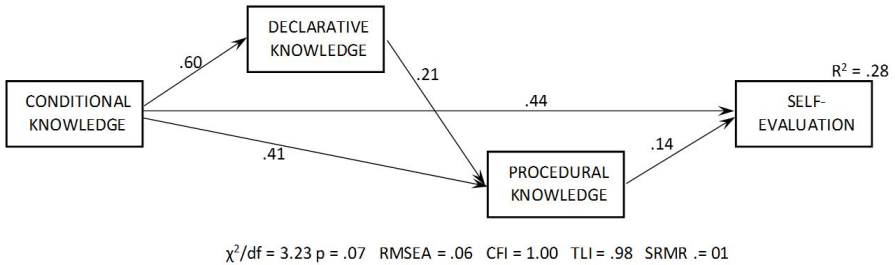 DECLARATIVE
KNOWLEDGE
.60
.21
R² = .28
CONDITIONAL
KNOWLEDGE
.44
SELF-
EVALUATION
.41
.14
PROCEDURAL
KNOWLEDGE
χ²/df = 3.23 p = .07 RMSEA = .06 CFI = 1.00 TLI = .98 SRMR .= 01